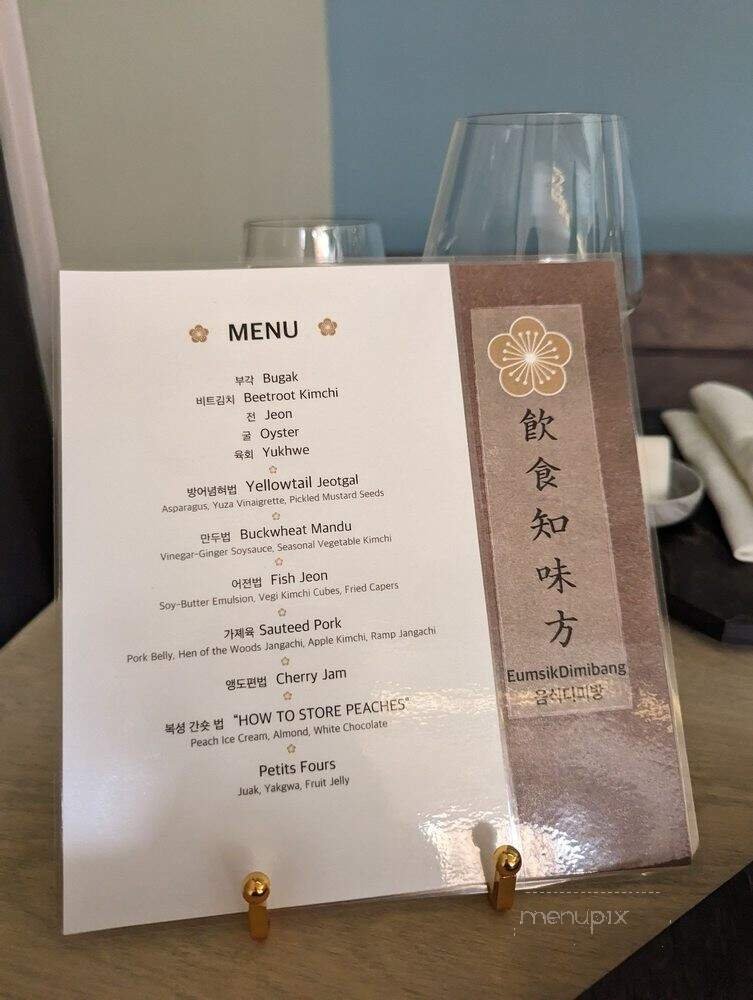 MENU
부각 Bugak
비트김치 Beetroot Kimchi
전 Jeon
굴 Oyster
육회 Yukhwe
방어념혀법 Yellowtail Jeotgal
Asparagus, Yuza Vinaigrette, Pickled Mustard Seeds
만두법 Buckwheat Mandu
Vinegar-Ginger Soysauce, Seasonal Vegetable Kimchi
어젼법 Fish Jeon
Soy-Butter Emulsion, Vegi Kimchi Cubes, Fried Capers
가제육 Sauteed Pork
Pork Belly, Hen of the Woods Jangachi, Apple Kimchi, Ramp Jangachi
앵도편법 Cherry Jam
복셩 간숏 법 "HOW TO STORE PEACHES"
Peach Ice Cream, Almond, White Chocolate
Petits Fours
Juak, Yakgwa, Fruit Jelly
飮食知味方
EumsikDimibang
음식디미방
menupix